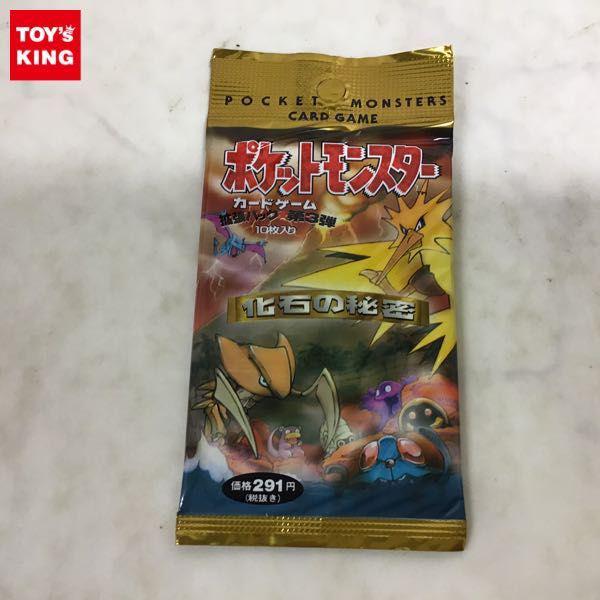 TOY'S
KING
POCKET MONSTERS
CARD GAME
ポケットモンスター
カードゲーム
拡張パック 第3弾
10枚入り
化石の秘密
価格291円
(税抜き)